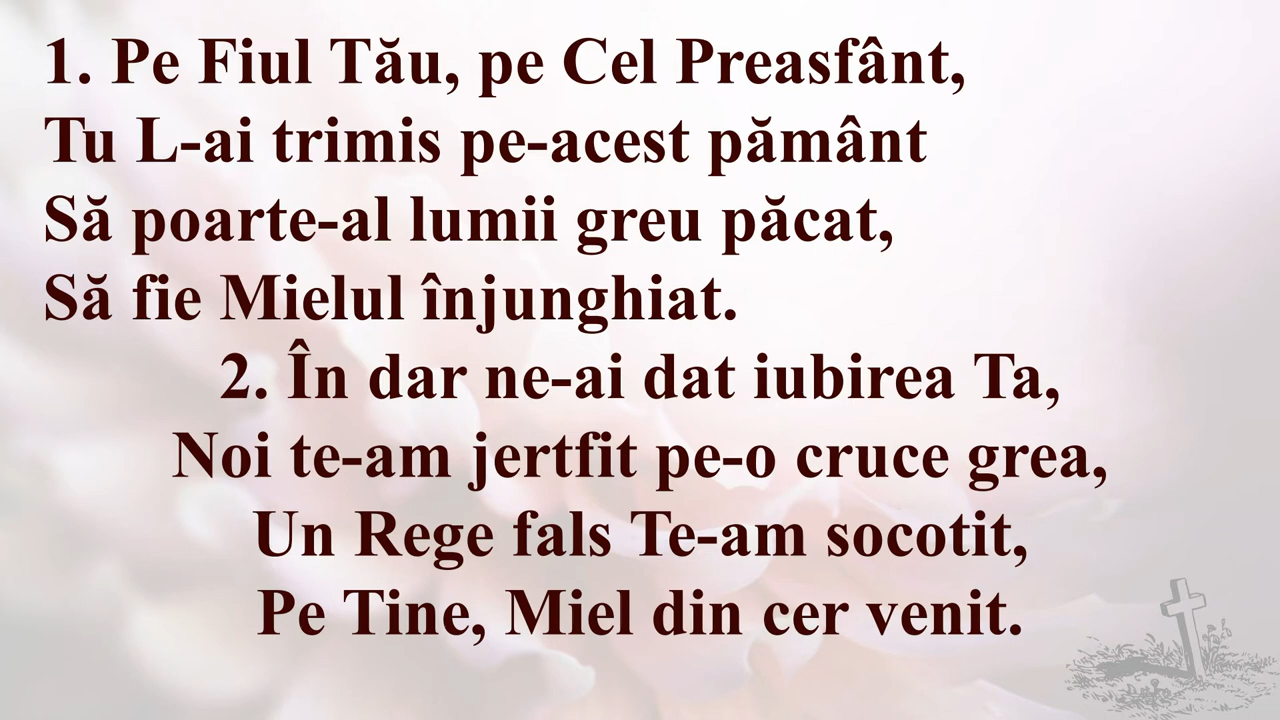 1. Pe Fiul Tău, pe Cel Preasfânt,
Tu L-ai trimis pe-acest pământ
Să poarte-al lumii greu păcat,
Să fie Mielul înjunghiat.
2. În dar ne-ai dat iubirea Ta,
Noi te-am jertfit pe-o cruce grea,
Un Rege fals Te-am socotit,
Pe Tine, Miel din cer venit.